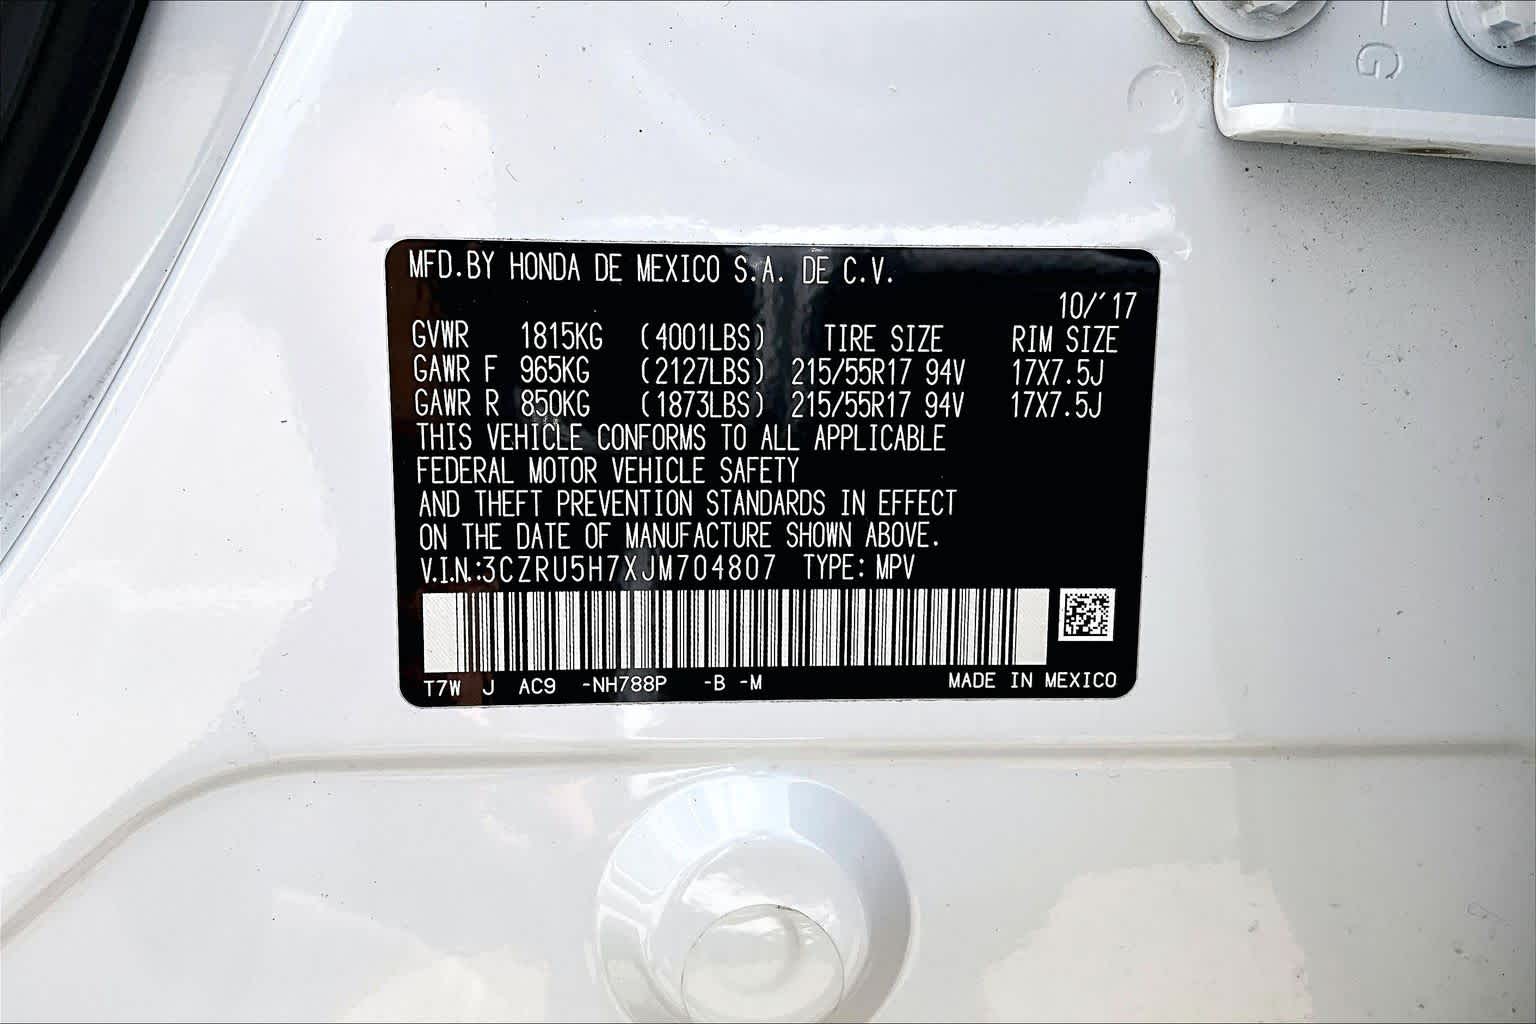 G
MFD.BY HONDA DE MEXICO S.A. DE C.V.
10/'17
GVWR 1815KG (4001LBS) TIRE SIZE RIM SIZE
GAWR F 965KG (2127LBS) 215/55R17 94V 17X7.5J
GAWR R 850KG (1873LBS) 215/55R17 94V 17X7.5J
THIS VEHICLE CONFORMS TO ALL APPLICABLE
FEDERAL MOTOR VEHICLE SAFETY
AND THEFT PREVENTION STANDARDS IN EFFECT
ON THE DATE OF MANUFACTURE SHOWN ABOVE.
V.I.N.:3CZRU5H7XJM704807 TYPE: MPV
T7W J AC9 -NH788P -B -M MADE IN MEXICO